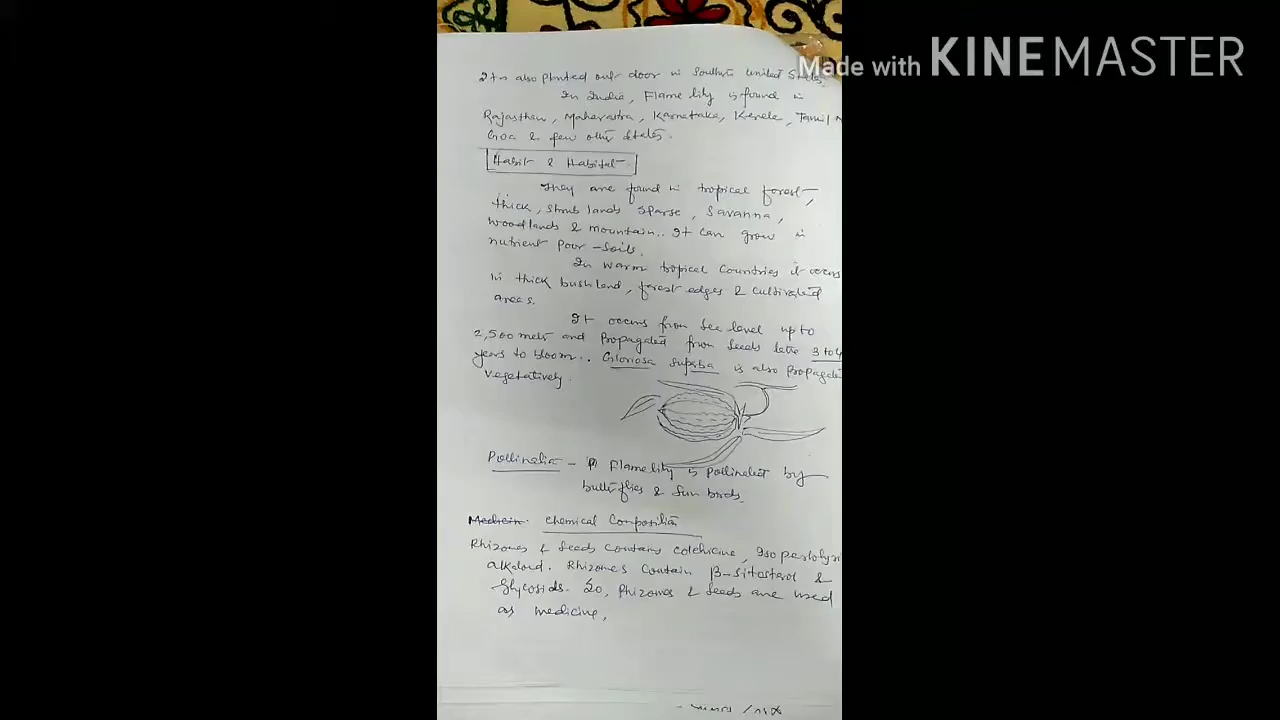 Made with KINEMASTER
It is also planted out door in Southern United States.
In India, Flame lily is found in
Rajasthan, Maharastra, Karnataka, Kerele, Tamil
Goa & few other states.
Habit & Habitat
They are found in tropical forest,
thick, shrub lands sparse, Savanna,
woodlands & mountain.. It can grow in
nutrient poor-soils.
In warm tropical countries it occurs
in thick bushland, forest edges & cultivated
areas.
It occurs from sea level up to
2,500 mets and propagated from seeds 3 to 4
years to bloom.. Gloriosa suprba is also propagated
vegetatively.
Pollination - Flame lily is pollinated by
butterflies & Sun birds.
Medicin. Chemical Composition
Rhizomes & seeds contains colchicine,
alkaloid. Rhizomes contain β-sitosterol &
Glycosids. So, Rhizomes & seeds are used
as medicine,